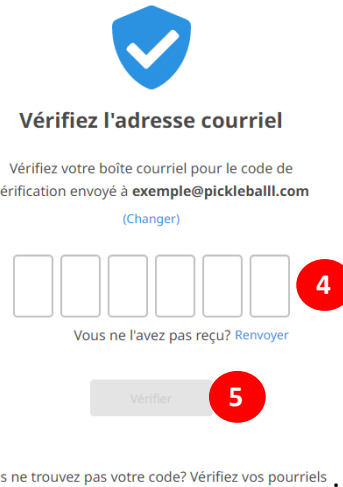 Vérifiez l'adresse courriel
Vérifiez votre boîte courriel pour le code de
érification envoyé à exemple@pickleballl.com
(Changer)
4
Vous ne l'avez pas reçu? Renvoyer
Vérifier
5
s ne trouvez pas votre code? Vérifiez vos pourriels .